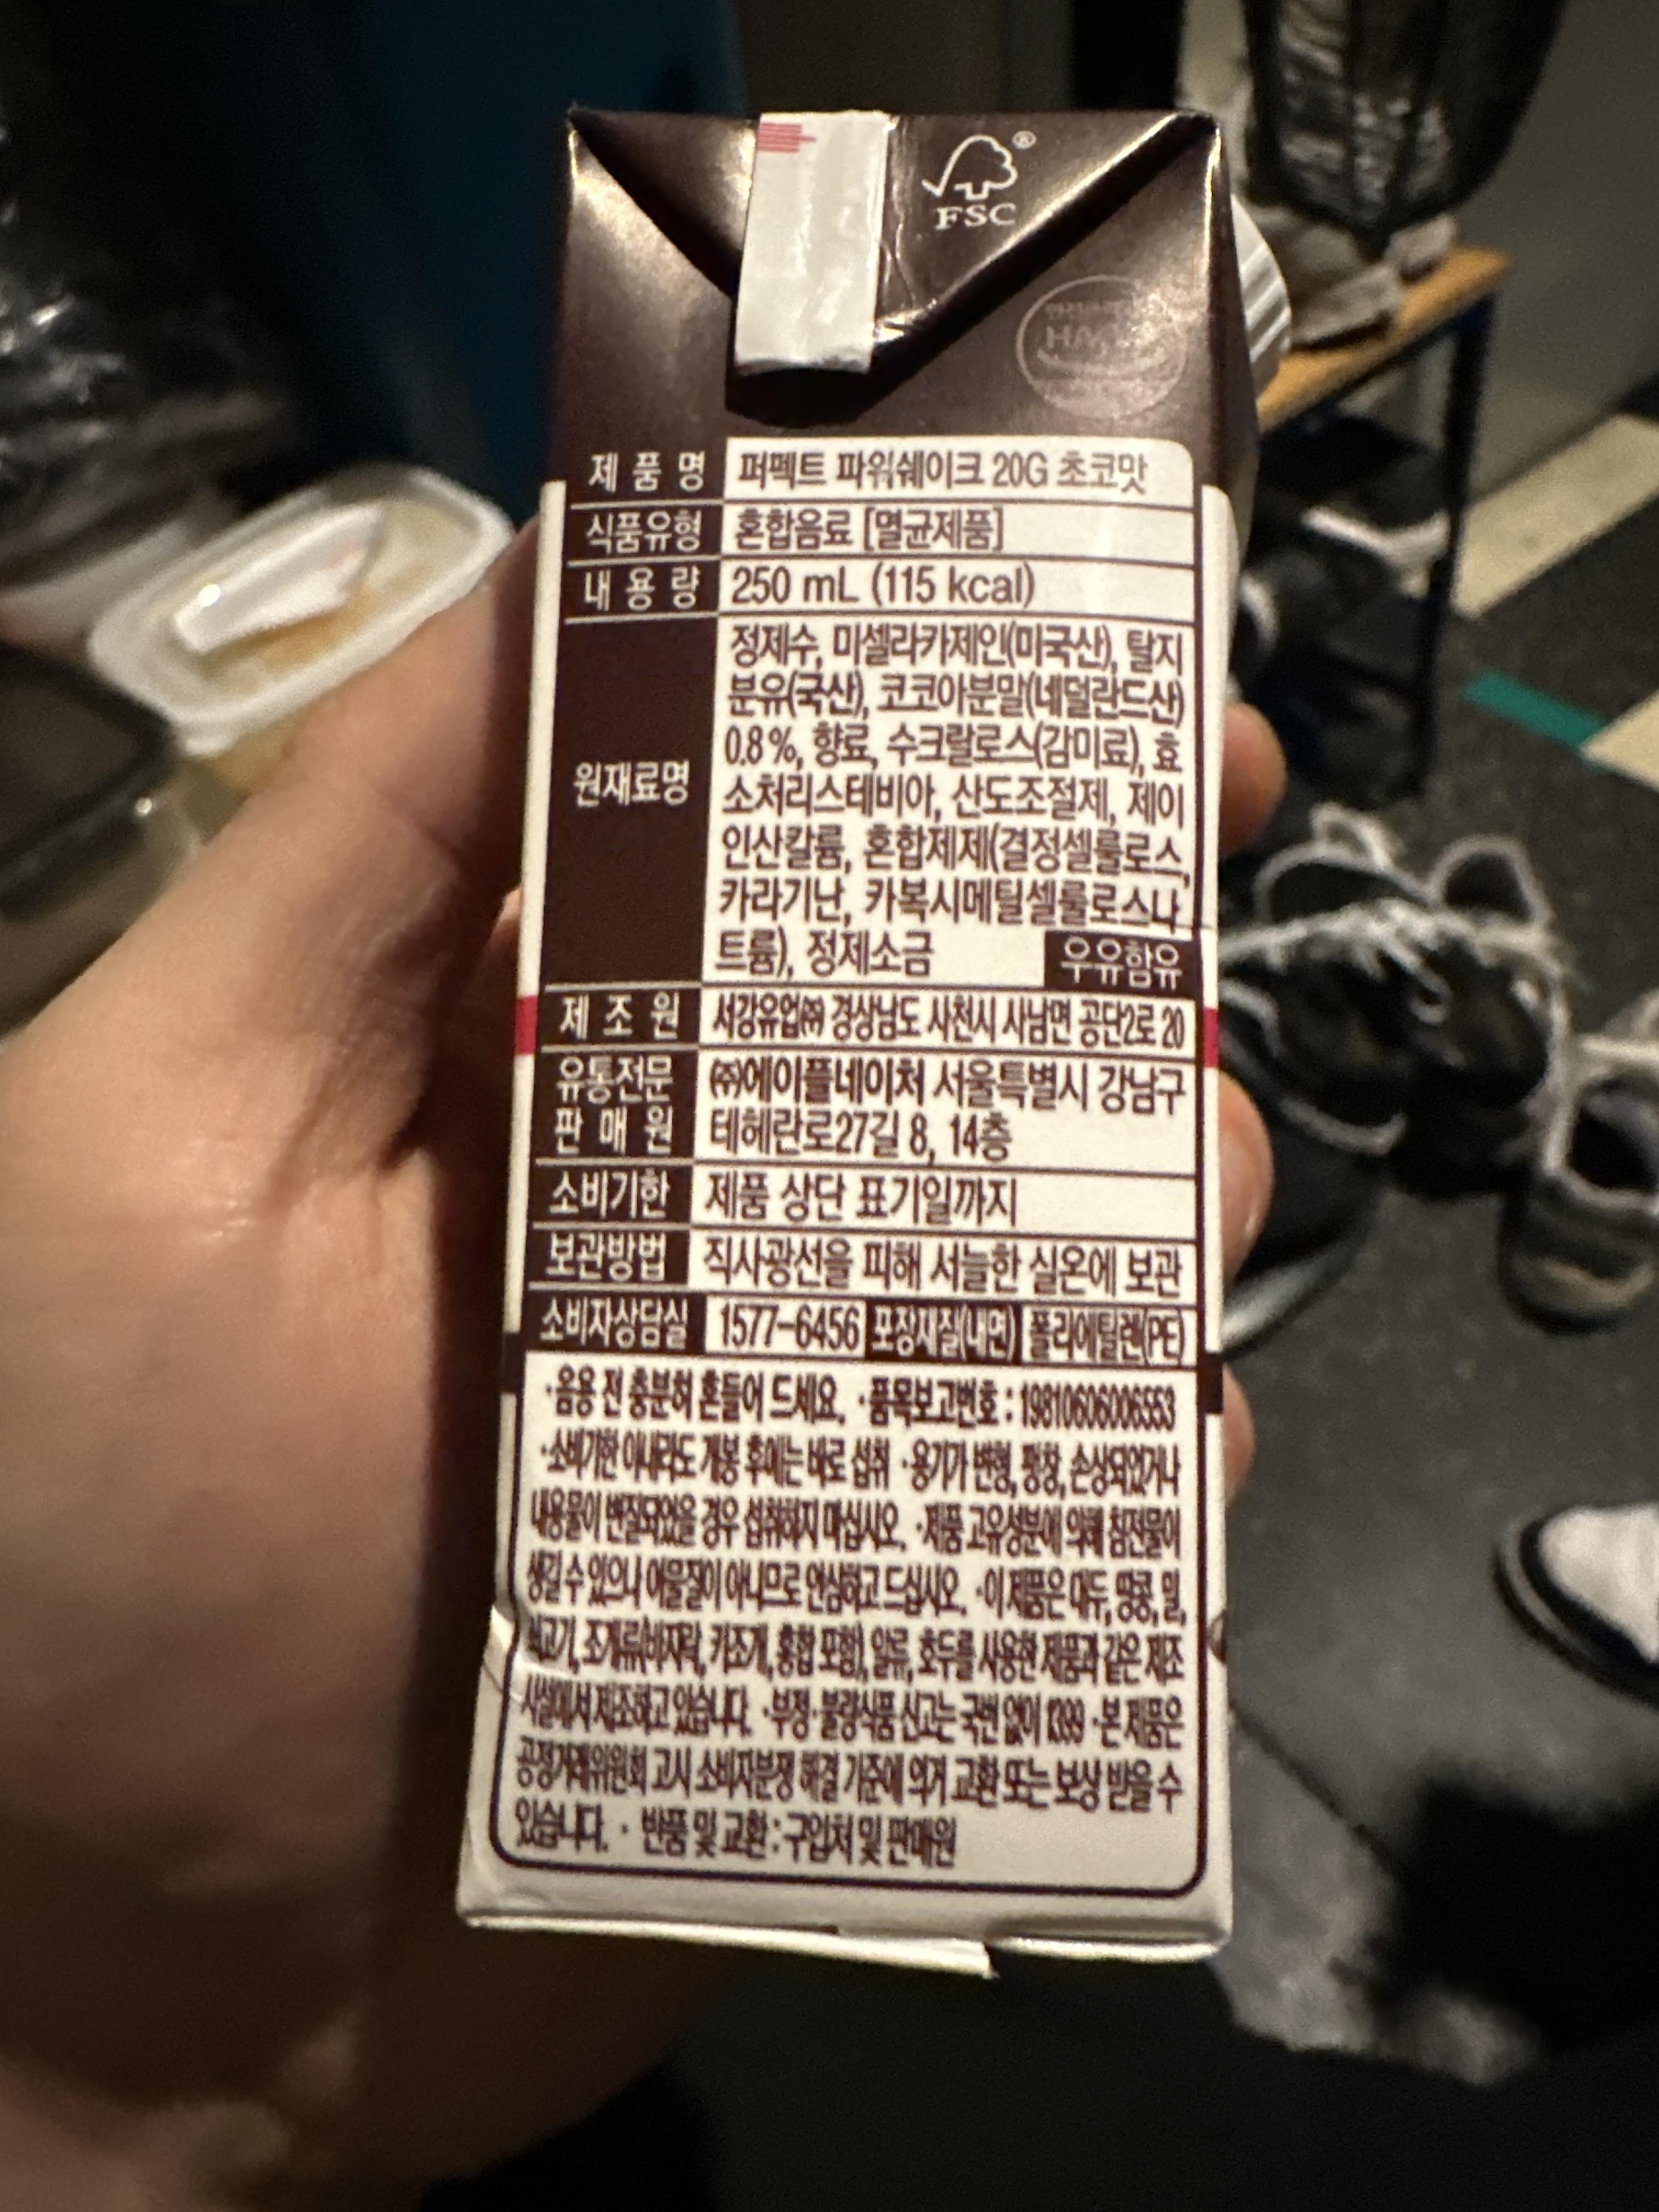 FSC
제품명 퍼펙트 파워쉐이크 20G 초코맛
식품유형 혼합음료 [멸균제품]
내용량 250 mL (115 kcal)
원재료명
정제수, 미셀라카제인(미국산), 탈지
분유(국산), 코코아분말(네덜란드산)
0.8%, 향료, 수크랄로스(감미료), 효
소처리스테비아, 산도조절제, 제이
인산칼륨, 혼합제제(결정셀룰로스,
카라기난, 카복시메틸셀룰로스나
트륨), 정제소금 우유함유
제조원 서강유업㈜ 경상남도 사천시 사남면 공단2로 20
유통전문
판매원
㈜에이플네이처 서울특별시 강남구
테헤란로27길 8, 14층
소비기한 제품 상단 표기일까지
보관방법 직사광선을 피해 서늘한 실온에 보관
소비자상담실 1577-6456 포장재질(내면) 폴리에틸렌(PE)
·음용 전 충분히 흔들어 드세요. ·품목보고번호 : 19810606006553
·소비기한 이내라도 개봉 후에는 바로 섭취 ·용기가 변형, 팽창, 손상되었거나
내용물이 변질되었을 경우 섭취하지 마십시오. ·제품 고유성분에 의해 침전물이
생길 수 있으나 이물질이 아니므로 안심하고 드십시오. ·이 제품은 대두, 땅콩, 밀,
조개류(바지락, 키조개, 홍합 포함), 알류, 호두를 사용한 제품과 같은 제조
시설에서 제조하고 있습니다. ·부정·불량식품 신고는 국번 없이 1399 ·본 제품은
공정거래위원회 고시 소비자분쟁 해결 기준에 의거 교환 또는 보상 받을 수
있습니다. · 반품 및 교환 : 구입처 및 판매원